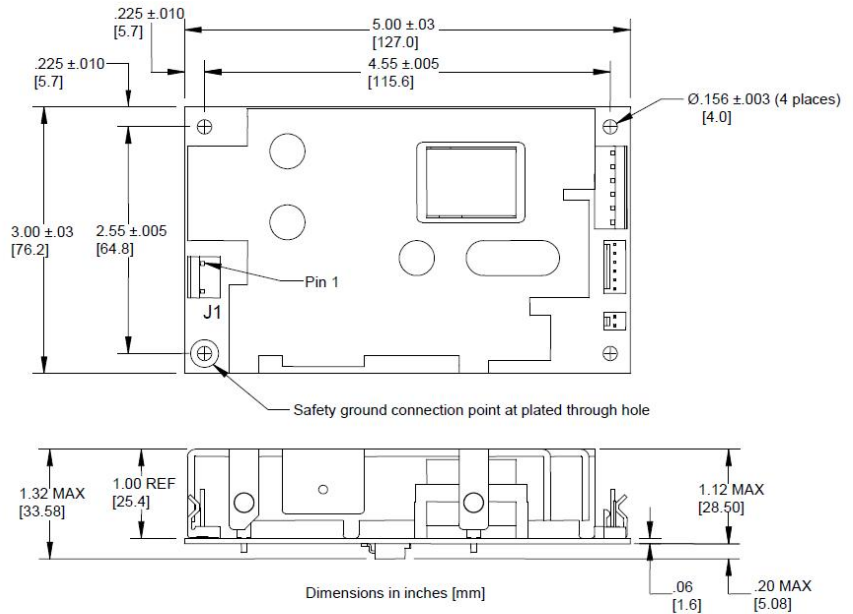 .225 ±.010
[5.7]
5.00 ±.03
[127.0]
.225 ±.010
[5.7]
4.55 ±.005
[115.6]
Ø.156 ±.003 (4 places)
[4.0]
3.00 ±.03
[76.2]
2.55 ±.005
[64.8]
Pin 1
J1
Safety ground connection point at plated through hole
1.32 MAX
[33.58]
1.00 REF
[25.4]
1.12 MAX
[28.50]
Dimensions in inches [mm]
.06
[1.6]
.20 MAX
[5.08]